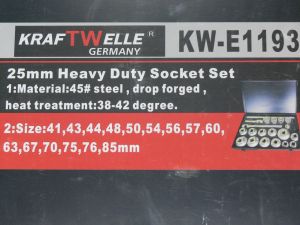 KRAFTWELLE ® KW-E1193
GERMANY
25mm Heavy Duty Socket Set
1:Material:45# steel , drop forged ,
heat treatment:38-42 degree.
2:Size:41,43,44,48,50,54,56,57,60,
63,67,70,75,76,85mm